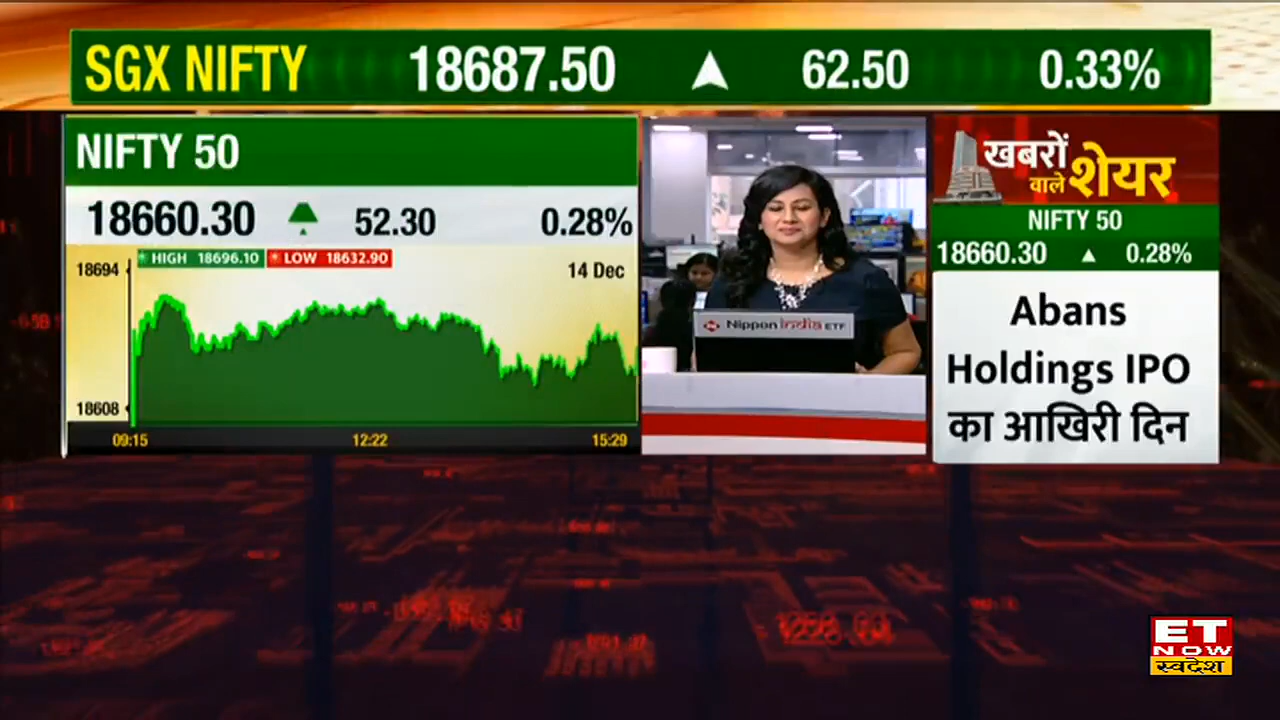 SGX NIFTY 18687.50 62.50 0.33%
NIFTY 50
18660.30 52.30 0.28%
HIGH 18696.10 LOW 18632.90
18694
14 Dec
18608
09:15 12:22 15:29
Nippon india ETF
खबरों
वाले शेयर
NIFTY 50
18660.30 0.28%
Abans
Holdings IPO
का आखिरी दिन
ET
NOW
स्वदेश